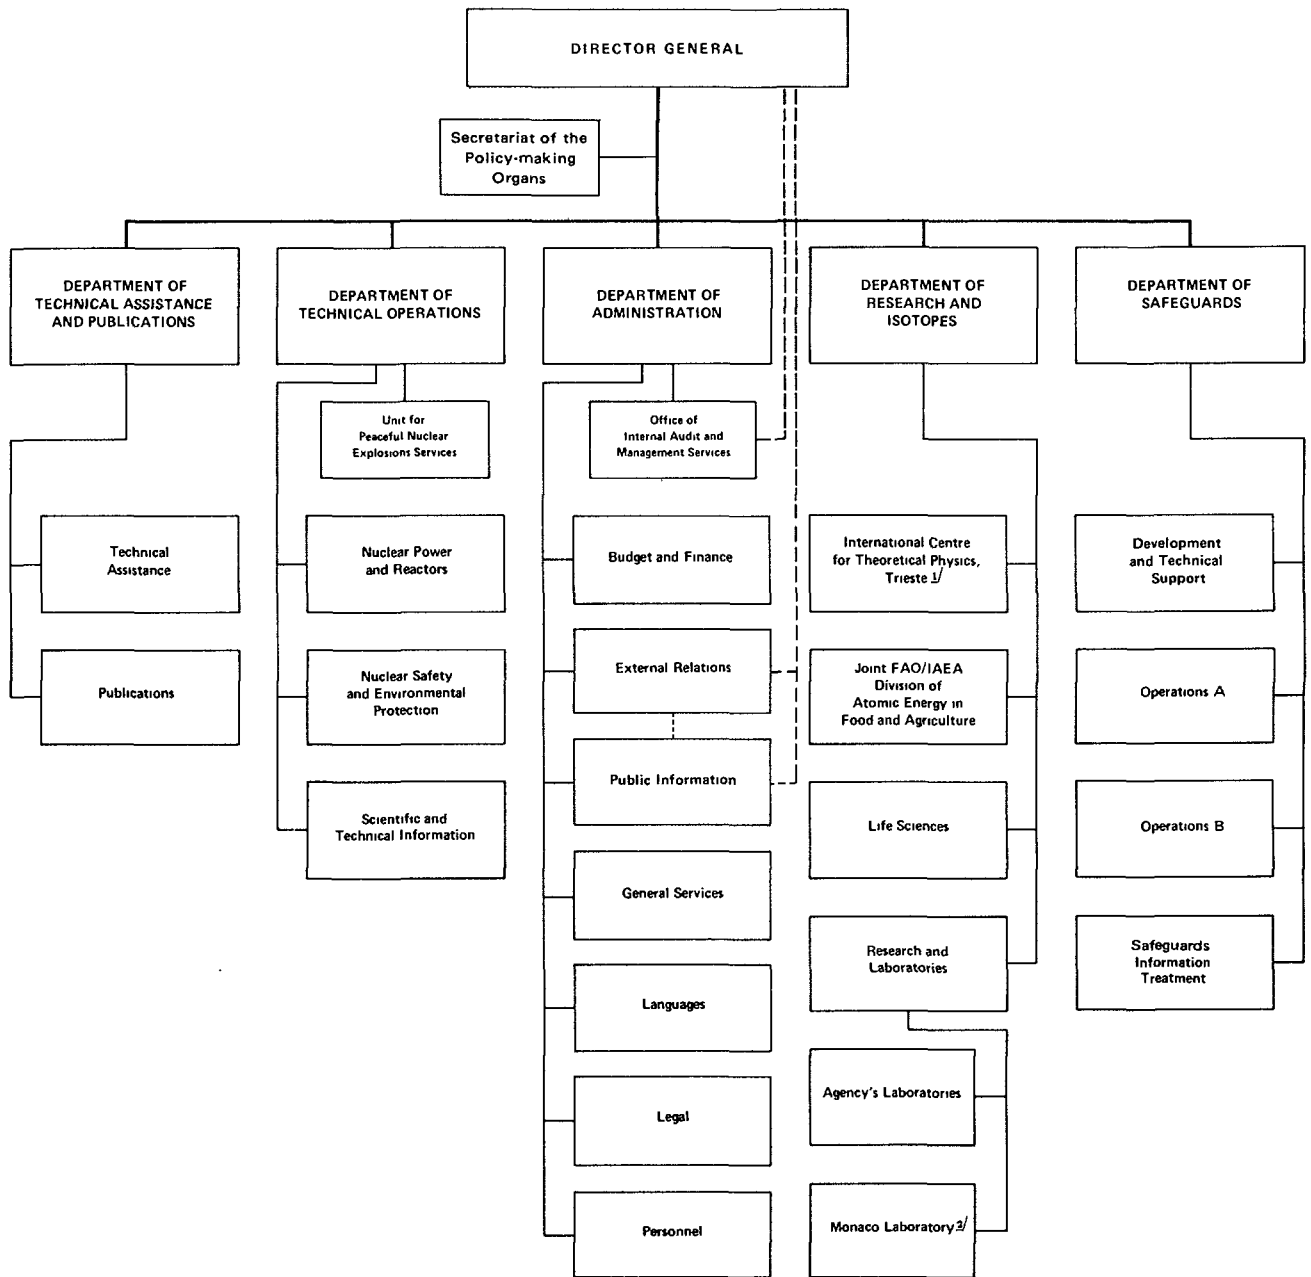 DIRECTOR GENERAL
Secretariat of the
Policy-making
Organs
DEPARTMENT OF
TECHNICAL ASSISTANCE
AND PUBLICATIONS
DEPARTMENT OF
TECHNICAL OPERATIONS
DEPARTMENT OF
ADMINISTRATION
DEPARTMENT OF
RESEARCH AND
ISOTOPES
DEPARTMENT OF
SAFEGUARDS
Unit for
Peaceful Nuclear
Explosions Services
Office of
Internal Audit and
Management Services
Technical
Assistance
Nuclear Power
and Reactors
Budget and Finance
International Centre
for Theoretical Physics,
Trieste 1/
Development
and Technical
Support
Publications
Nuclear Safety
and Environmental
Protection
External Relations
Joint FAO/IAEA
Division of
Atomic Energy in
Food and Agriculture
Operations A
Scientific and
Technical Information
Public Information
Life Sciences
Operations B
General Services
Research and
Laboratories
Safeguards
Information
Treatment
Languages
Agency's Laboratories
Legal
Monaco Laboratory 2/
Personnel